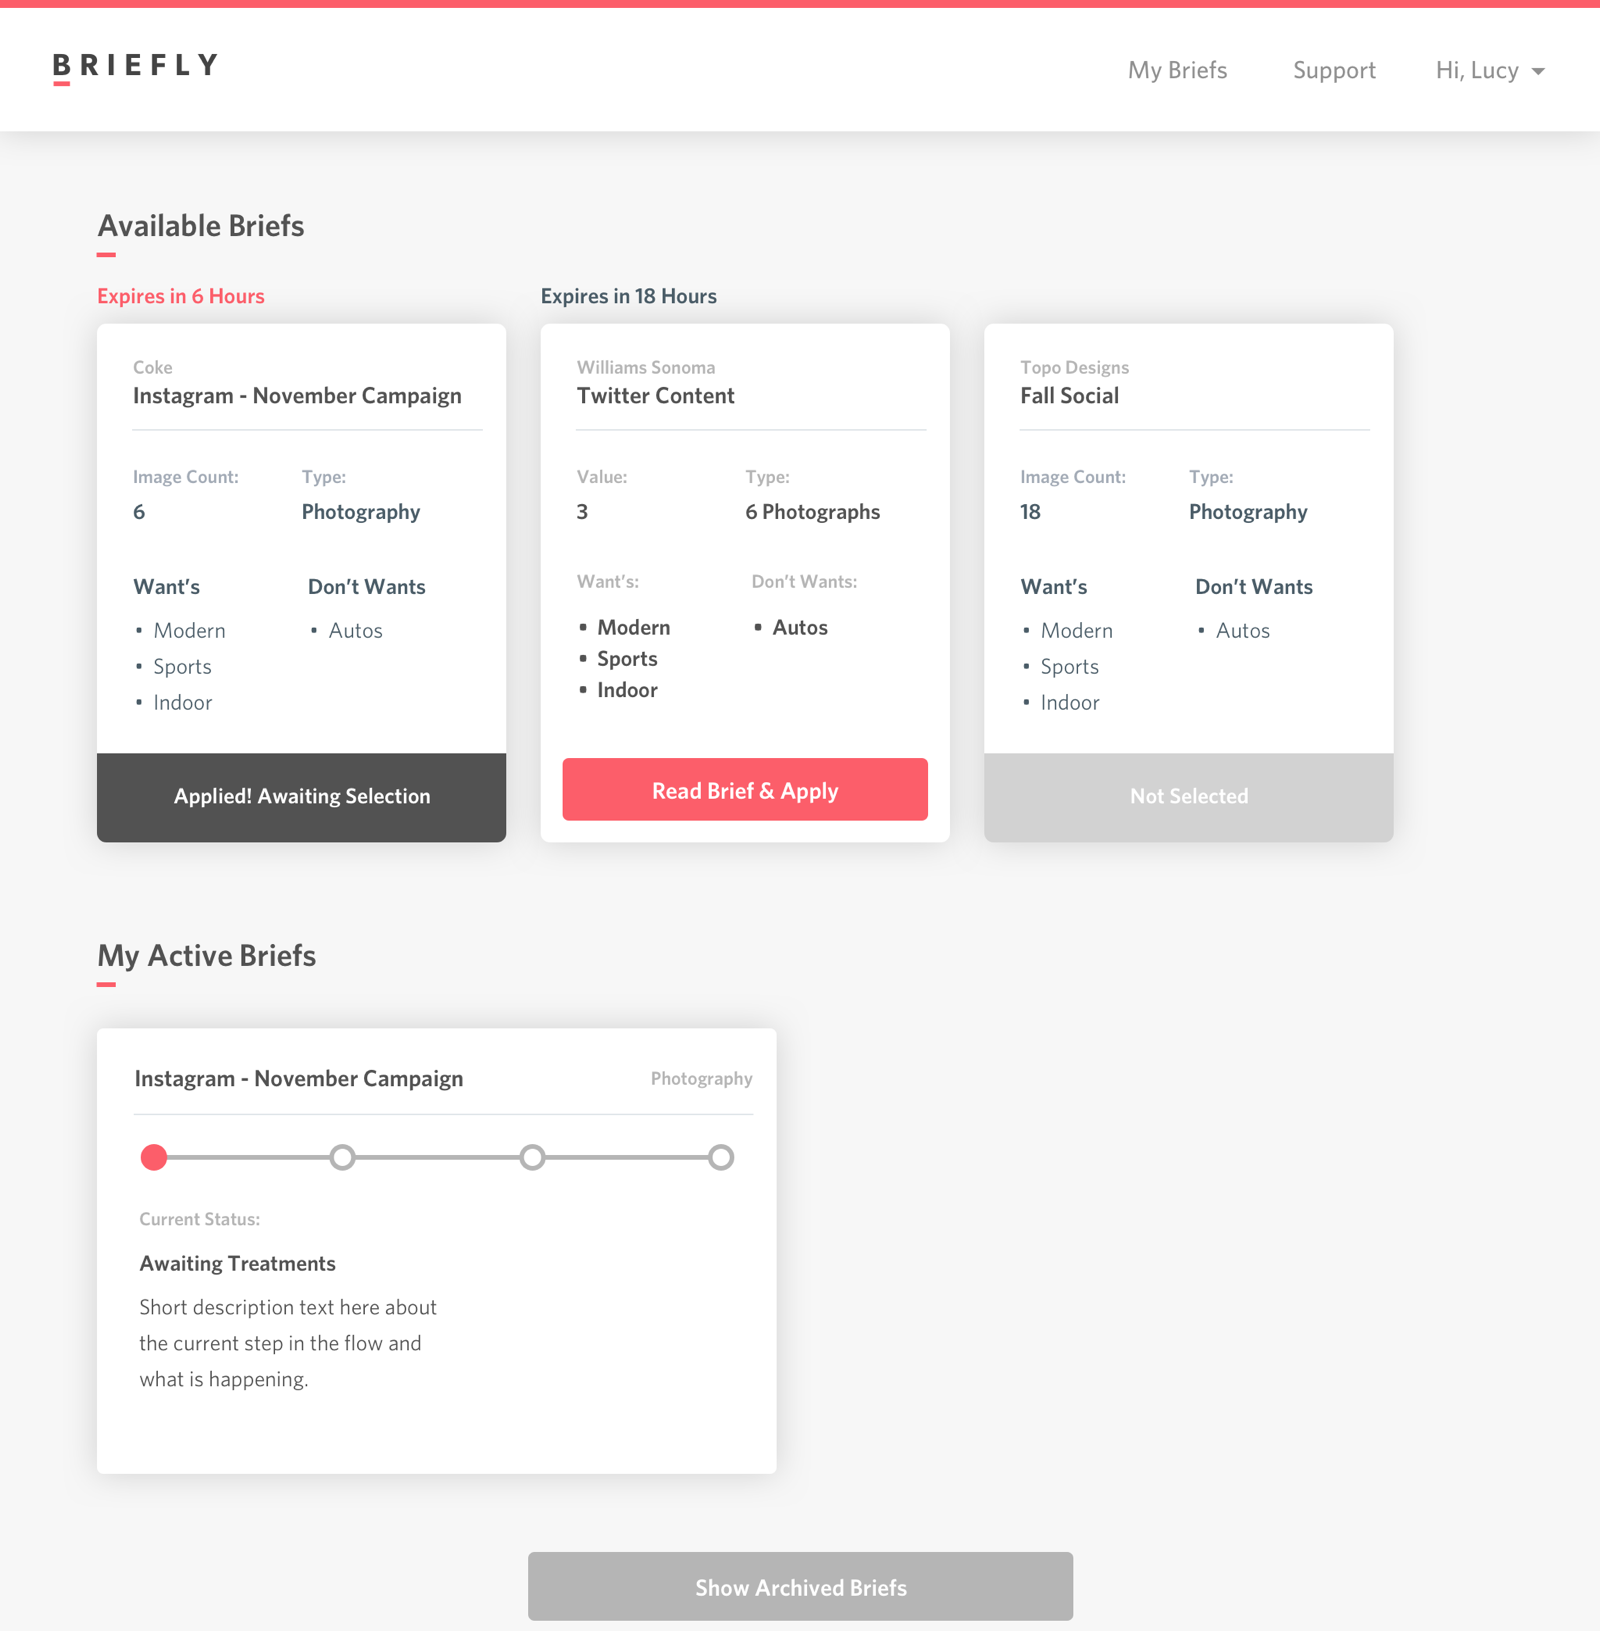 BRIEFLY
My Briefs
Support
Hi, Lucy
Available Briefs
Expires in 6 Hours
Coke
Instagram - November Campaign
Image Count:
Type:
6
Photography
Want's
Don't Wants
• Modern
• Autos
• Sports
• Indoor
Applied! Awaiting Selection
Expires in 18 Hours
Williams Sonoma
Twitter Content
Value:
Type:
3
6 Photographs
Want's:
Don't Wants:
• Modern
• Autos
• Sports
• Indoor
Read Brief & Apply
Topo Designs
Fall Social
Image Count:
Type:
18
Photography
Want's
Don't Wants
• Modern
• Autos
• Sports
• Indoor
Not Selected
My Active Briefs
Instagram - November Campaign
Photography
Current Status:
Awaiting Treatments
Short description text here about
the current step in the flow and
what is happening.
Show Archived Briefs